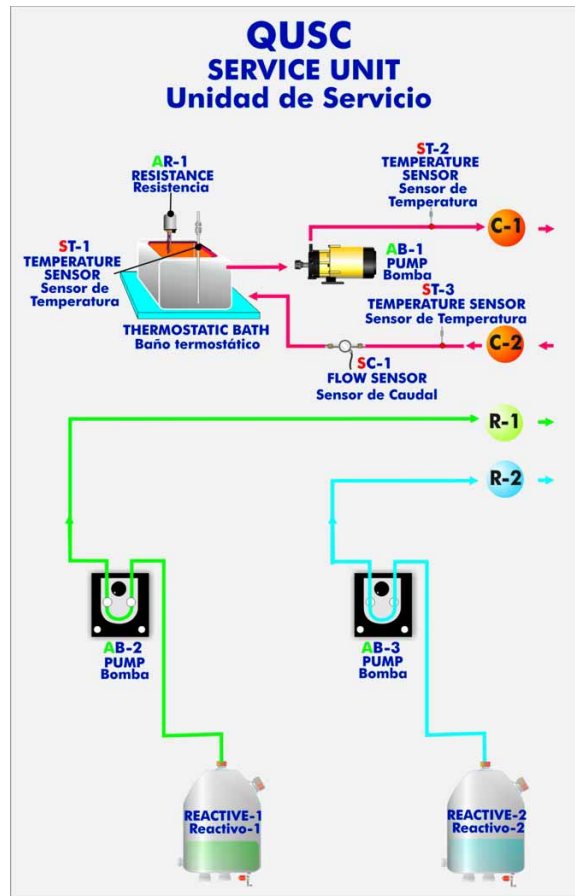 QUSC
SERVICE UNIT
Unidad de Servicio
ST-2
TEMPERATURE
SENSOR
Sensor de
Temperatura
AR-1
RESISTANCE
Resistencia
C-1
ST-1
TEMPERATURE
SENSOR
Sensor
de Temperatura
AB-1
PUMP
Bomba
ST-3
TEMPERATURE SENSOR
Sensor de Temperatura
THERMOSTATIC BATH
Baño termostático
C-2
SC-1
FLOW SENSOR
Sensor de Caudal
R-1
R-2
AB-2
PUMP
Bomba
AB-3
PUMP
Bomba
REACTIVE-1
Reactivo-1
REACTIVE-2
Reactivo-2